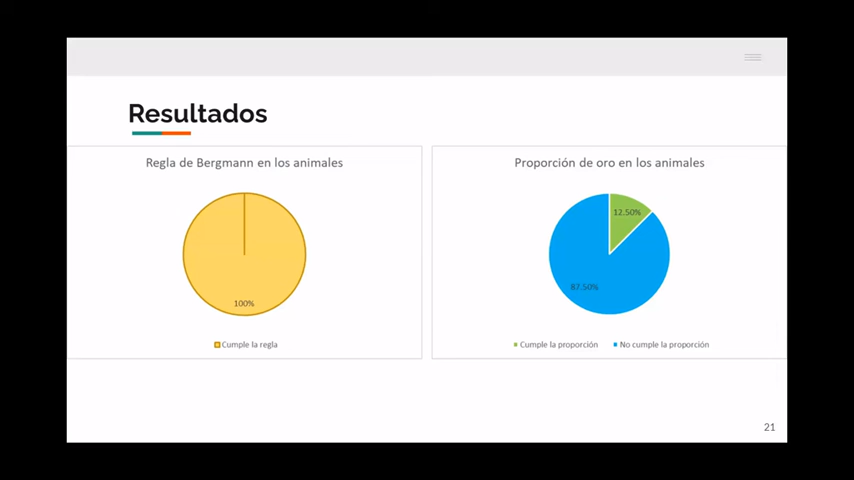 Resultados
Regla de Bergmann en los animales
100%
Cumple la regla
Proporción de oro en los animales
12.50%
87.50%
Cumple la proporción
No cumple la proporción
21